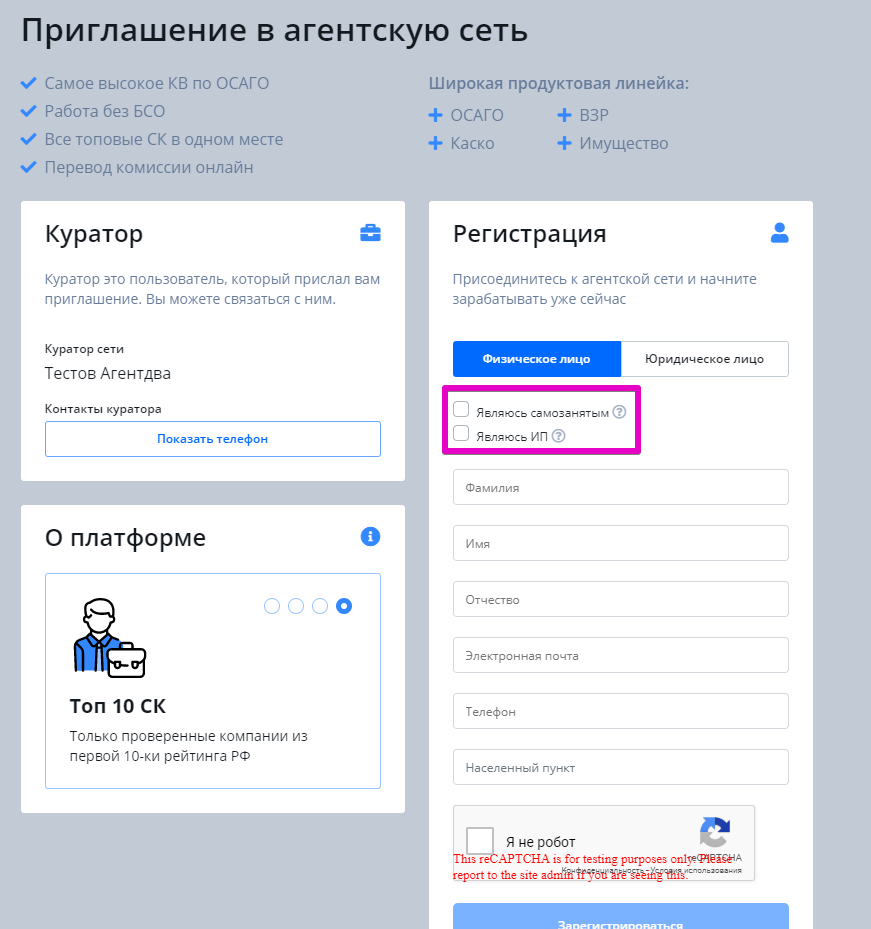 Приглашение в агентскую сеть
Самое высокое КВ по ОСАГО
Работа без БСО
Все топовые СК в одном месте
Перевод комиссии онлайн
Широкая продуктовая линейка:
ОСАГО
ВЗР
Каско
Имущество
Куратор
Куратор это пользователь, который прислал вам
приглашение. Вы можете связаться с ним.
Куратор сети
Тестов Агентдва
Контакты куратора
Показать телефон
О платформе
Топ 10 СК
Только проверенные компании из
первой 10-ки рейтинга РФ
Регистрация
Присоединитесь к агентской сети и начните
зарабатывать уже сейчас
Физическое лицо
Юридическое лицо
Являюсь самозанятым ?
Являюсь ИП ?
Фамилия
Имя
Отчество
Электронная почта
Телефон
Населенный пункт
Я не робот
reCAPTCHA
This reCAPTCHA is for testing purposes only. Please
report to the site admin if you are seeing this.
Конфиденциальность - Условия использования
Зарегистрироваться